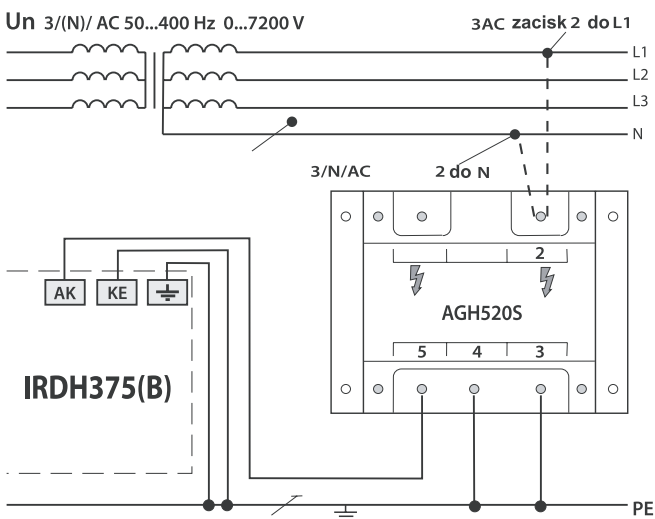 Un 3/(N)/ AC 50...400 Hz 0...7200 V
3AC zacisk 2 do L1
L1
L2
L3
N
3/N/AC
2 do N
2
AK
KE
AGH520S
5
4
3
IRDH375(B)
PE